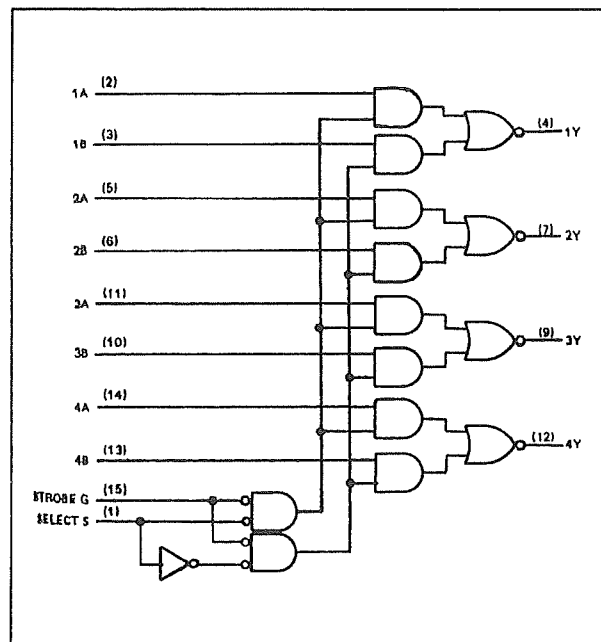 1A (2)
(4) 1Y
1B (3)
2A (5)
(7) 2Y
2B (6)
3A (11)
(9) 3Y
3B (10)
4A (14)
(12) 4Y
4B (13)
STROBE G (15)
SELECT S (1)